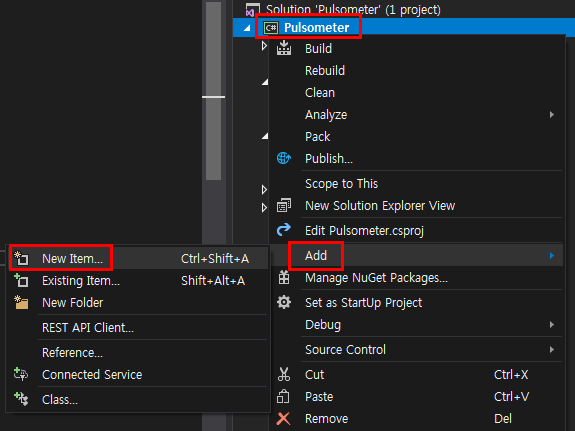 Solution 'Pulsometer' (1 project)
C# Pulsometer
Build
Rebuild
Clean
Analyze
Pack
Publish...
Scope to This
New Solution Explorer View
Edit Pulsometer.csproj
Add
Manage NuGet Packages...
Set as StartUp Project
Debug
Source Control
Cut Ctrl+X
Paste Ctrl+V
Remove Del
New Item... Ctrl+Shift+A
Existing Item... Shift+Alt+A
New Folder
REST API Client...
Reference...
Connected Service
Class...